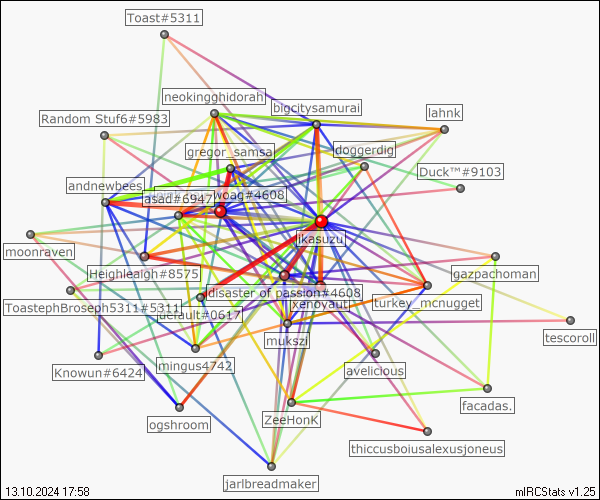 Toast#5311
neokingghidorah
bigcitysamurai
lahnk
Random Stuf6#5983
gregor_samsa
doggerdig
Duck™#9103
andnewbees
asad#6947
woag#4608
ikasuzu
moonraven
Heighleaigh#8575
gazpachoman
disaster of passion#4608
xenoyauti
turkey_mcnugget
ToastephBroseph5311#5311
default#0617
mukszi
tescoroll
mingus4742
Knowun#6424
avelicious
facadas.
ogshroom
ZeeHonK
thiccusboiusalexusjoneus
jarlbreadmaker
13.10.2024 17:58
mIRCStats v1.25